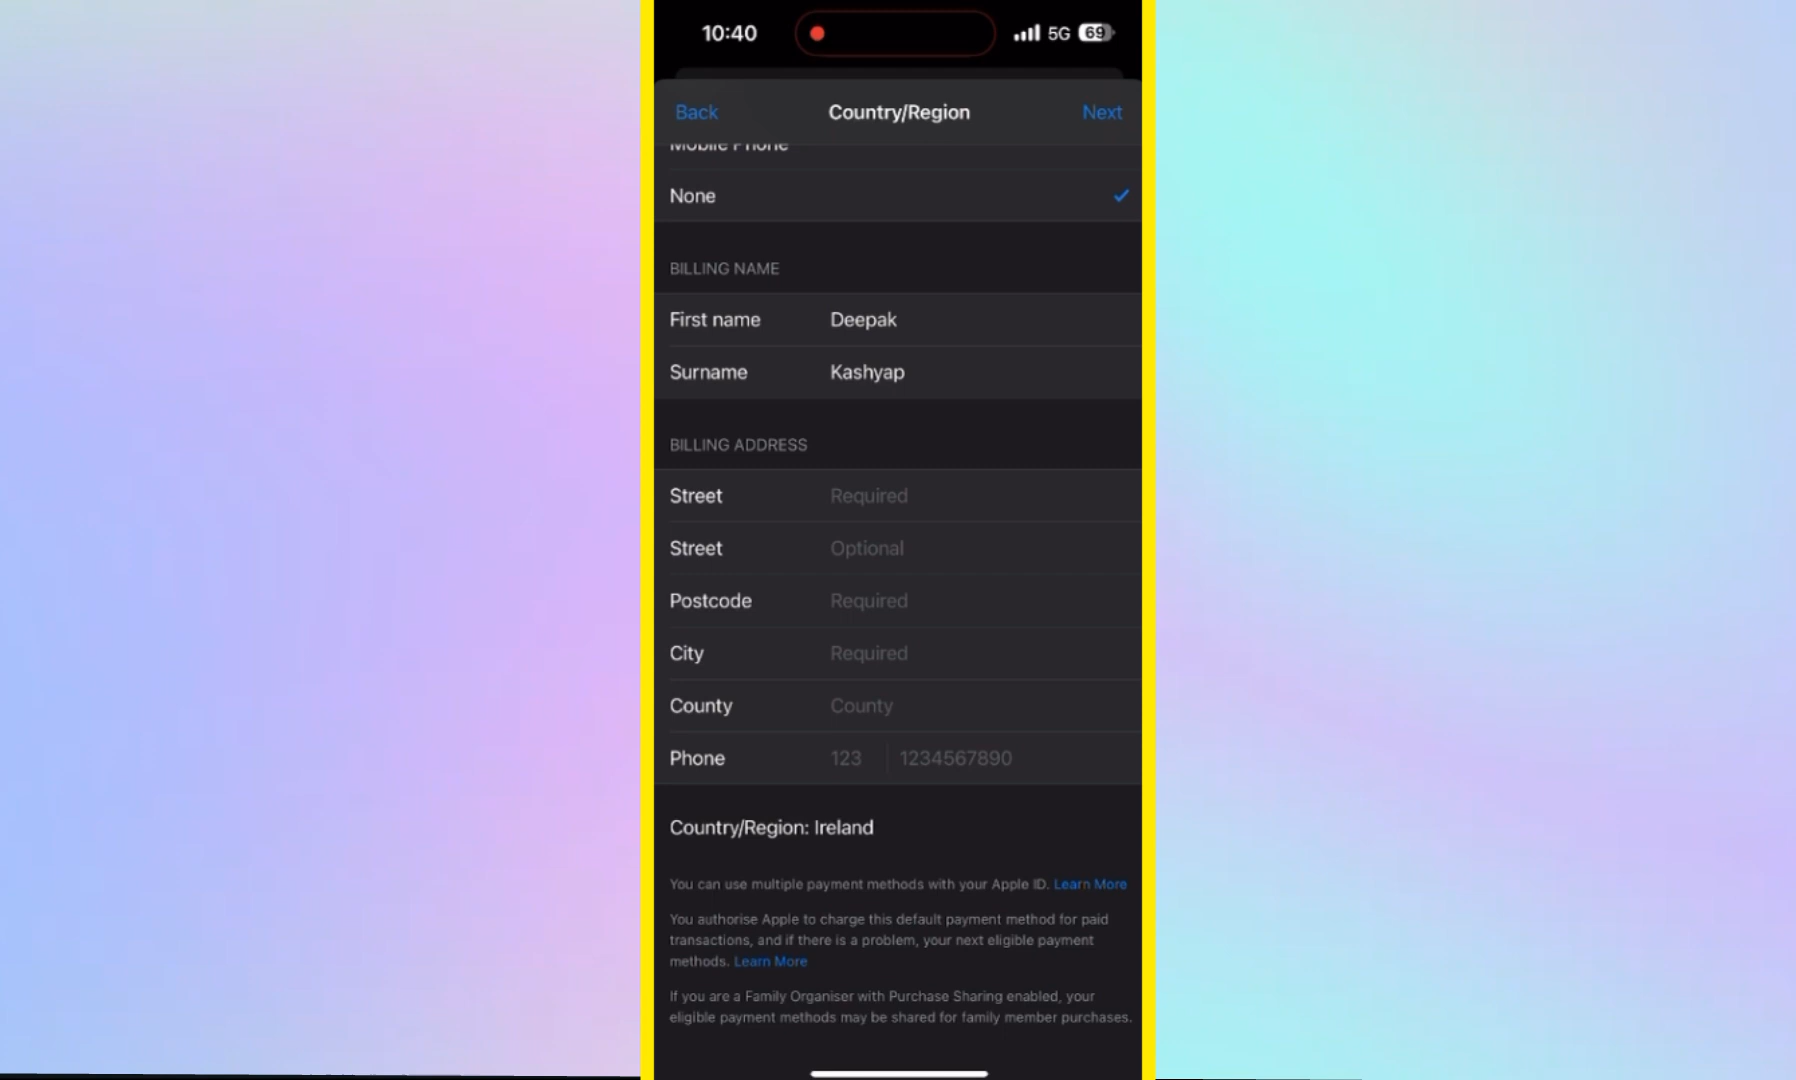 10:40
5G
69
Back
Country/Region
Next
Mobile Phone
None
BILLING NAME
First name
Deepak
Surname
Kashyap
BILLING ADDRESS
Street
Required
Street
Optional
Postcode
Required
City
Required
County
County
Phone
123
1234567890
Country/Region: Ireland
You can use multiple payment methods with your Apple ID. Learn More
You authorise Apple to charge this default payment method for paid
transactions, and if there is a problem, your next eligible payment
methods. Learn More
If you are a Family Organiser with Purchase Sharing enabled, your
eligible payment methods may be shared for family member purchases.